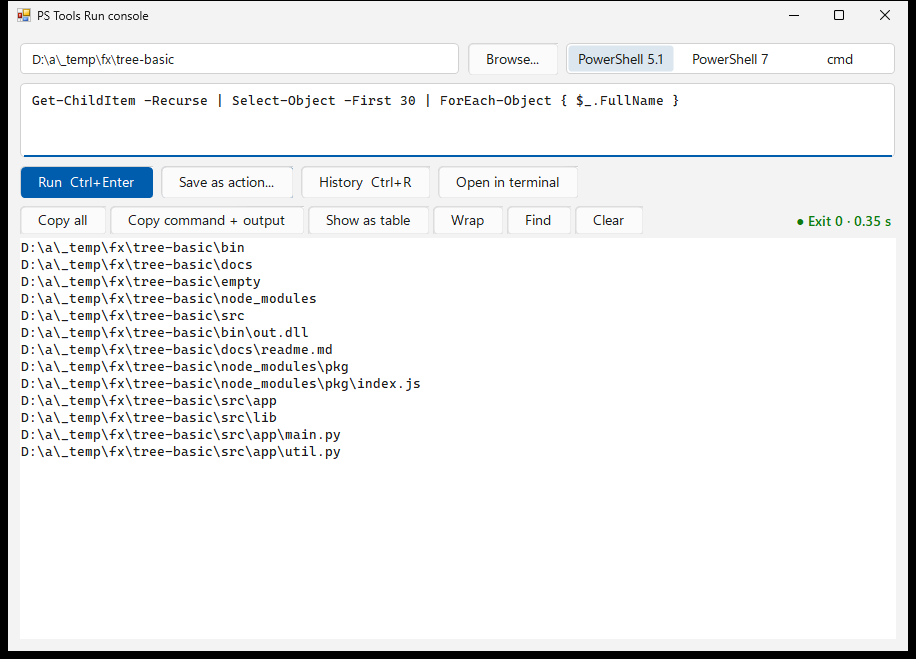 PS Tools Run console
D:\a\_temp\fx\tree-basic Browse... PowerShell 5.1 PowerShell 7 cmd
Get-ChildItem -Recurse | Select-Object -First 30 | ForEach-Object { $_.FullName }
Run Ctrl+Enter Save as action... History Ctrl+R Open in terminal
Copy all Copy command + output Show as table Wrap Find Clear ● Exit 0 · 0.35 s
D:\a\_temp\fx\tree-basic\bin
D:\a\_temp\fx\tree-basic\docs
D:\a\_temp\fx\tree-basic\empty
D:\a\_temp\fx\tree-basic\node_modules
D:\a\_temp\fx\tree-basic\src
D:\a\_temp\fx\tree-basic\bin\out.dll
D:\a\_temp\fx\tree-basic\docs\readme.md
D:\a\_temp\fx\tree-basic\node_modules\pkg
D:\a\_temp\fx\tree-basic\node_modules\pkg\index.js
D:\a\_temp\fx\tree-basic\src\app
D:\a\_temp\fx\tree-basic\src\lib
D:\a\_temp\fx\tree-basic\src\app\main.py
D:\a\_temp\fx\tree-basic\src\app\util.py